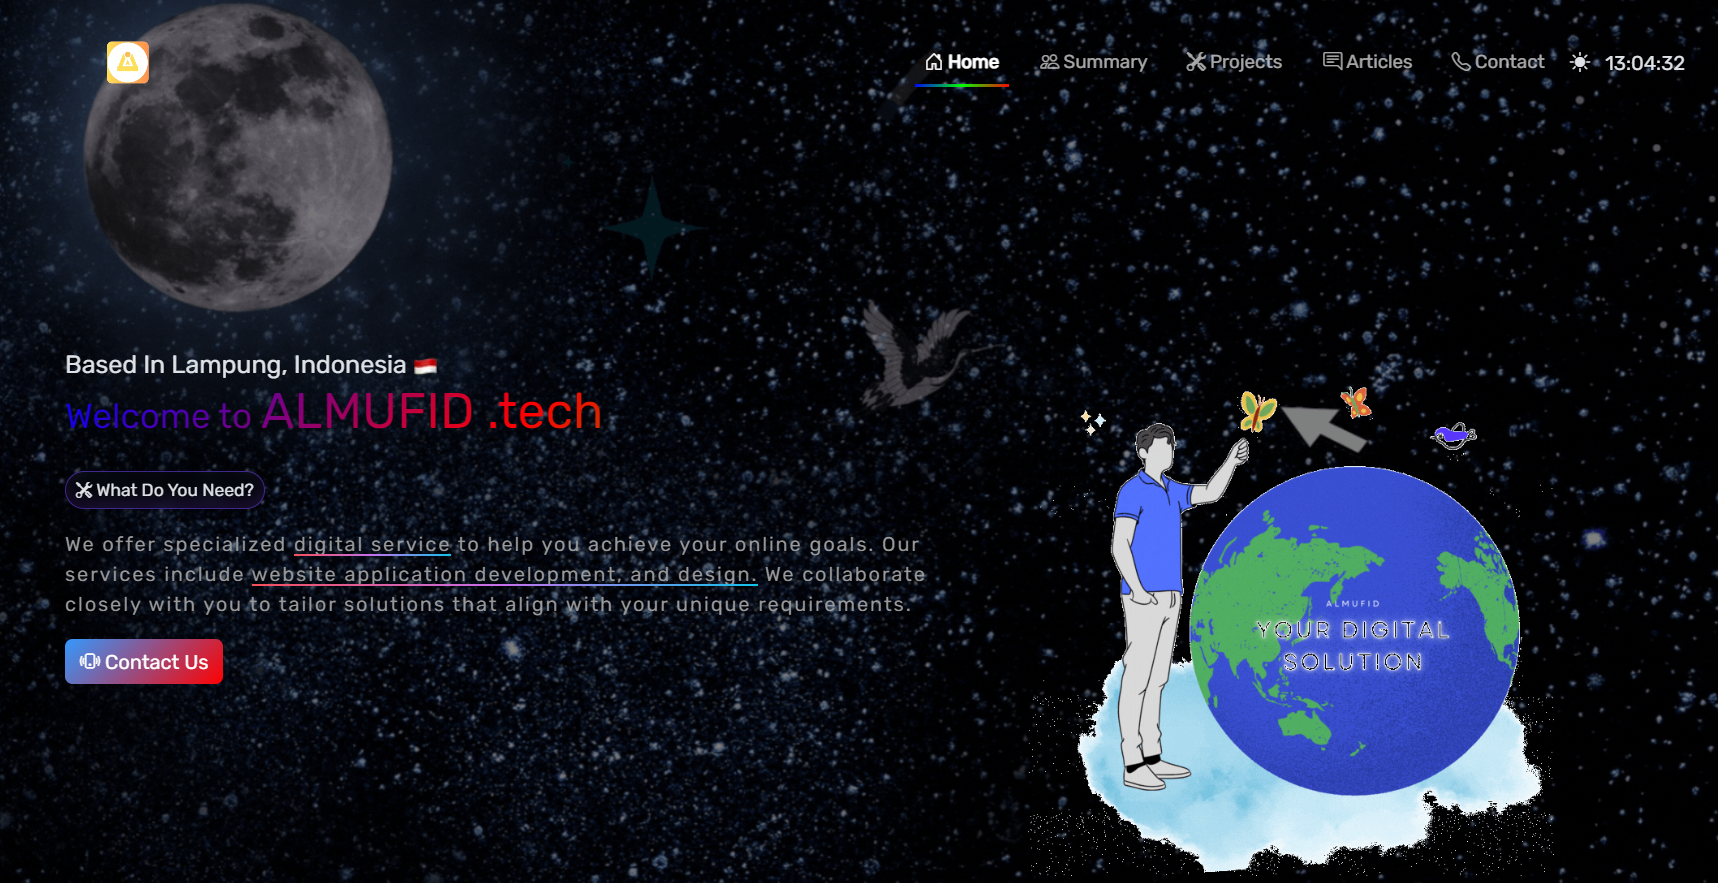 Home Summary Projects Articles Contact 13:04:32
Based In Lampung, Indonesia 🇮🇩
Welcome to ALMUFID .tech
What Do You Need?
We offer specialized digital service to help you achieve your online goals. Our
services include website application development, and design. We collaborate
closely with you to tailor solutions that align with your unique requirements.
Contact Us
ALMUFID
YOUR DIGITAL
SOLUTION